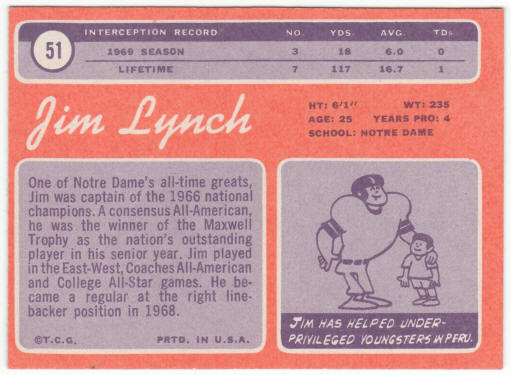 51
INTERCEPTION RECORD NO. YDS. AVG. TDs
1969 SEASON 3 18 6.0 0
LIFETIME 7 117 16.7 1
Jim Lynch
HT: 6'1" WT: 235
AGE: 25 YEARS PRO: 4
SCHOOL: NOTRE DAME
One of Notre Dame's all-time greats,
Jim was captain of the 1966 national
champions. A consensus All-American,
he was the winner of the Maxwell
Trophy as the nation's outstanding
player in his senior year. Jim played
in the East-West, Coaches All-American
and College All-Star games. He be-
came a regular at the right line-
backer position in 1968.
©T.C.G. PRTD. IN U.S.A.
JIM HAS HELPED UNDER-
PRIVILEGED YOUNGSTERS IN PERU.